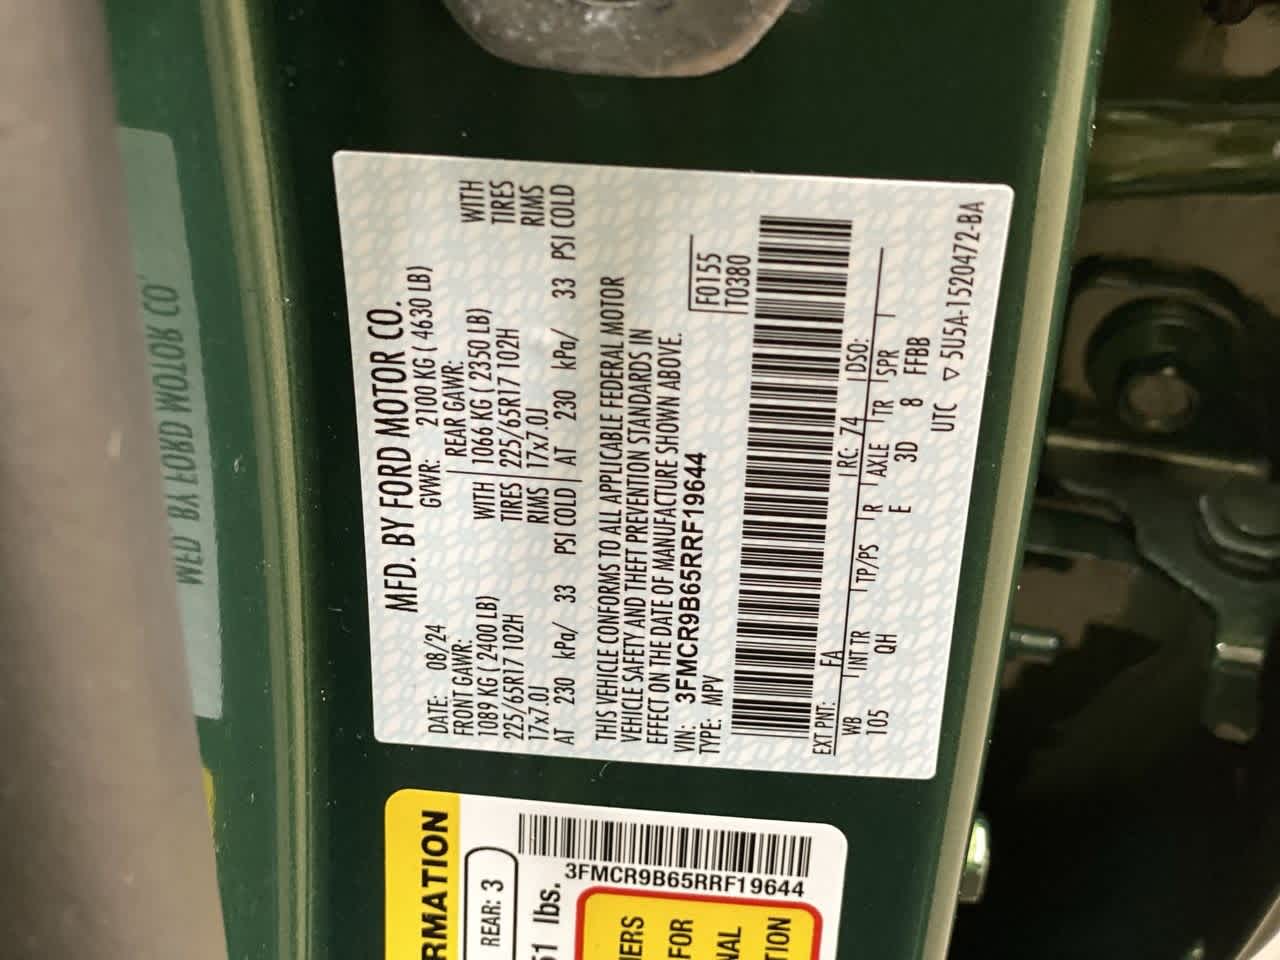 MFD. BY FORD MOTOR CO.
DATE: 08/24 GVWR: 2100 KG ( 4630 LB)
FRONT GAWR: REAR GAWR:
1089 KG ( 2400 LB) WITH 1066 KG ( 2350 LB) WITH
225/65R17 102H TIRES 225/65R17 102H TIRES
17x7.0J RIMS 17x7.0J RIMS
AT 230 kPa/ 33 PSI COLD AT 230 kPa/ 33 PSI COLD
THIS VEHICLE CONFORMS TO ALL APPLICABLE FEDERAL MOTOR
VEHICLE SAFETY AND THEFT PREVENTION STANDARDS IN
EFFECT ON THE DATE OF MANUFACTURE SHOWN ABOVE.
VIN: 3FMCR9B65RRF19644 F0155
TYPE: MPV T0380
EXT PNT: FA RC: 74 DSO:
WB INT TR TP/PS R AXLE TR SPR
105 QH E 3D 8 FFBB
UTC ▽ 5U5A-1520472-BA
RMATION
REAR: 3
51 lbs.
3FMCR9B65RRF19644
IERS
FOR
NAL
TION
MFD. BY FORD MOTOR CO.